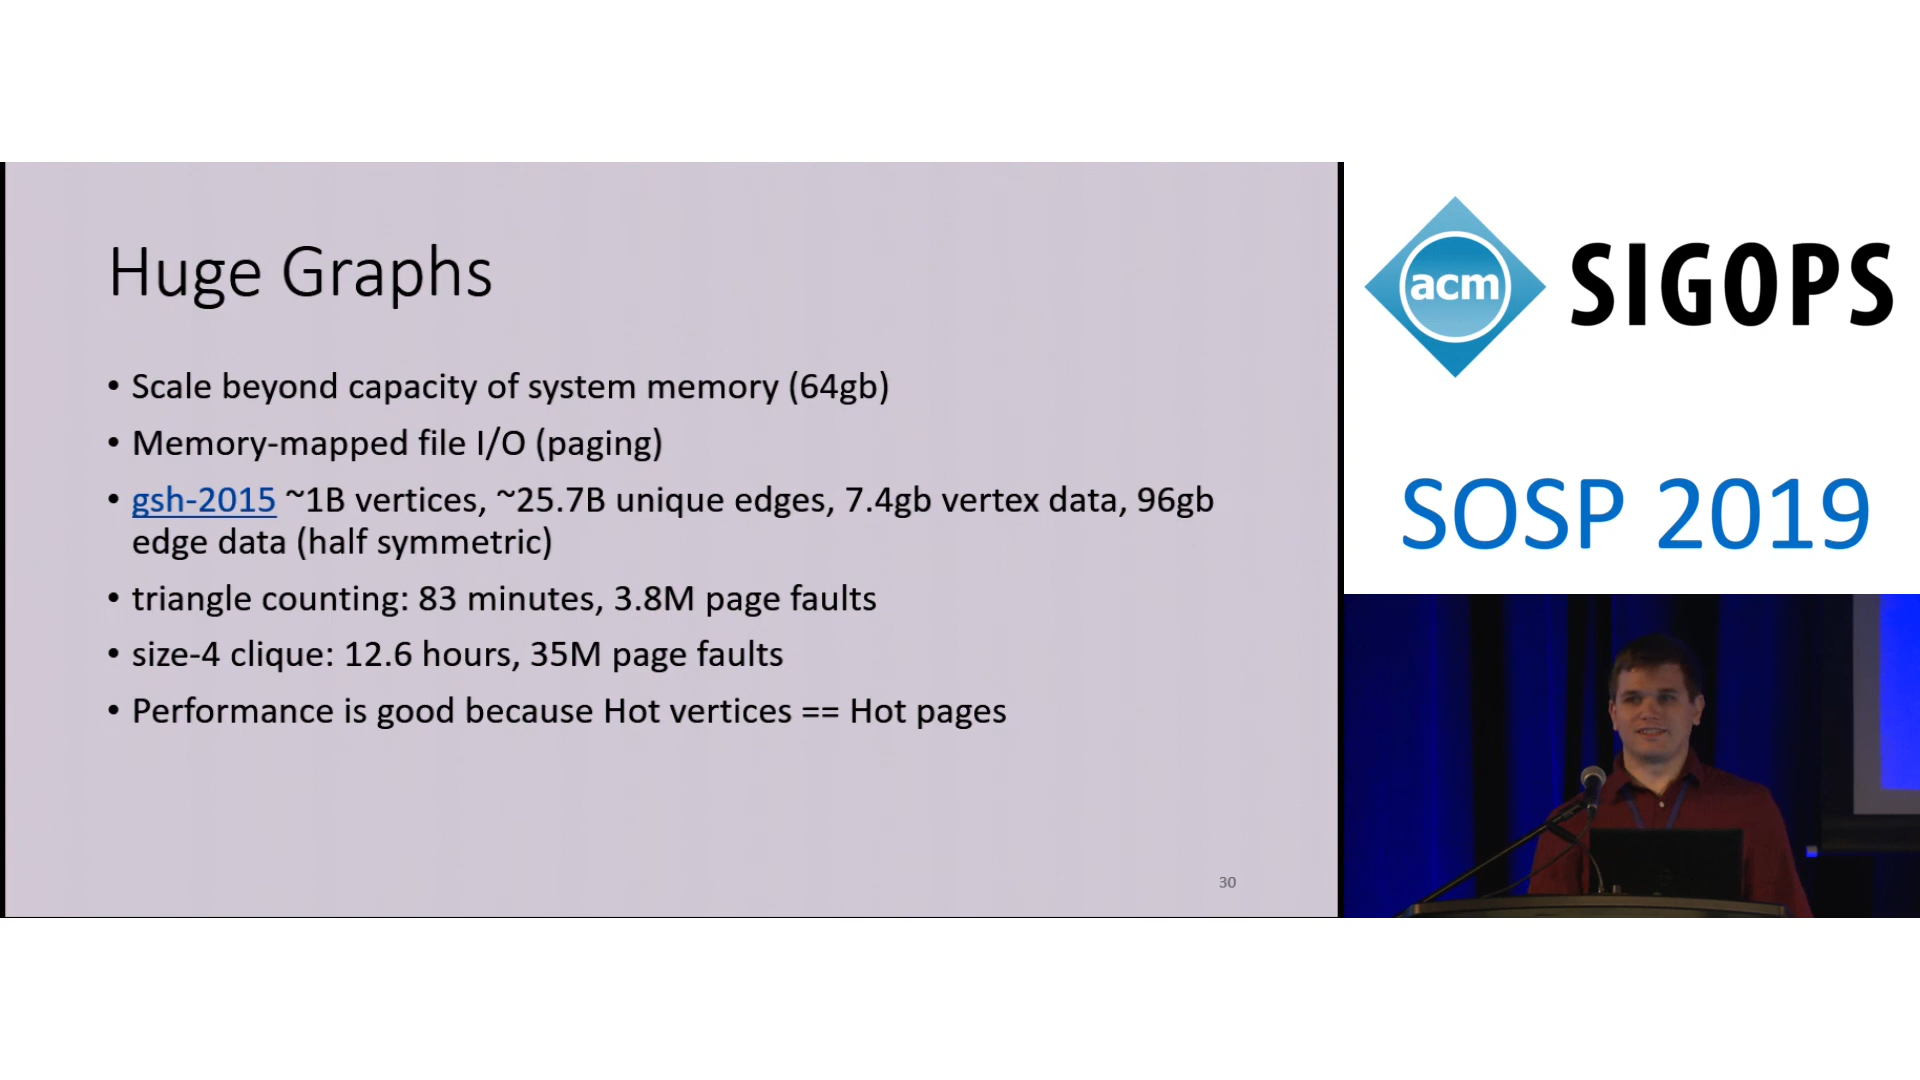 Huge Graphs
• Scale beyond capacity of system memory (64gb)
• Memory-mapped file I/O (paging)
• gsh-2015 ~1B vertices, ~25.7B unique edges, 7.4gb vertex data, 96gb
edge data (half symmetric)
• triangle counting: 83 minutes, 3.8M page faults
• size-4 clique: 12.6 hours, 35M page faults
• Performance is good because Hot vertices == Hot pages
30
acm SIGOPS
SOSP 2019